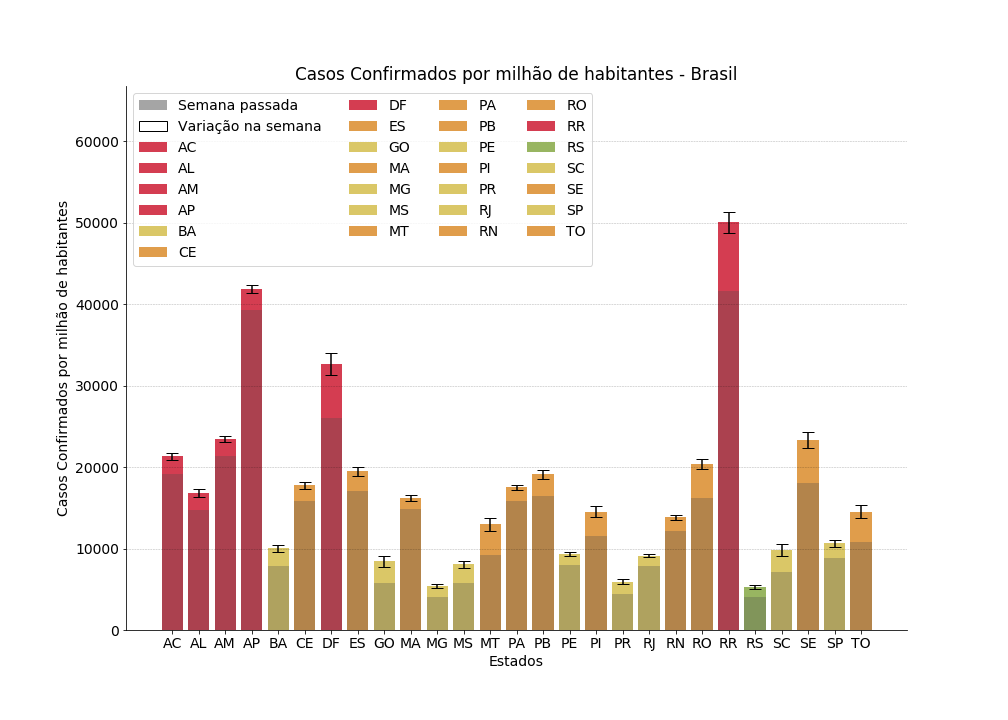 Casos Confirmados por milhão de habitantes - Brasil
Semana passada
Variação na semana
AC
AL
AM
AP
BA
CE
DF
ES
GO
MA
MG
MS
MT
PA
PB
PE
PI
PR
RJ
RN
RO
RR
RS
SC
SE
SP
TO
Casos Confirmados por milhão de habitantes
60000
50000
40000
30000
20000
10000
0
AC AL AM AP BA CE DF ES GO MA MG MS MT PA PB PE PI PR RJ RN RO RR RS SC SE SP TO
Estados